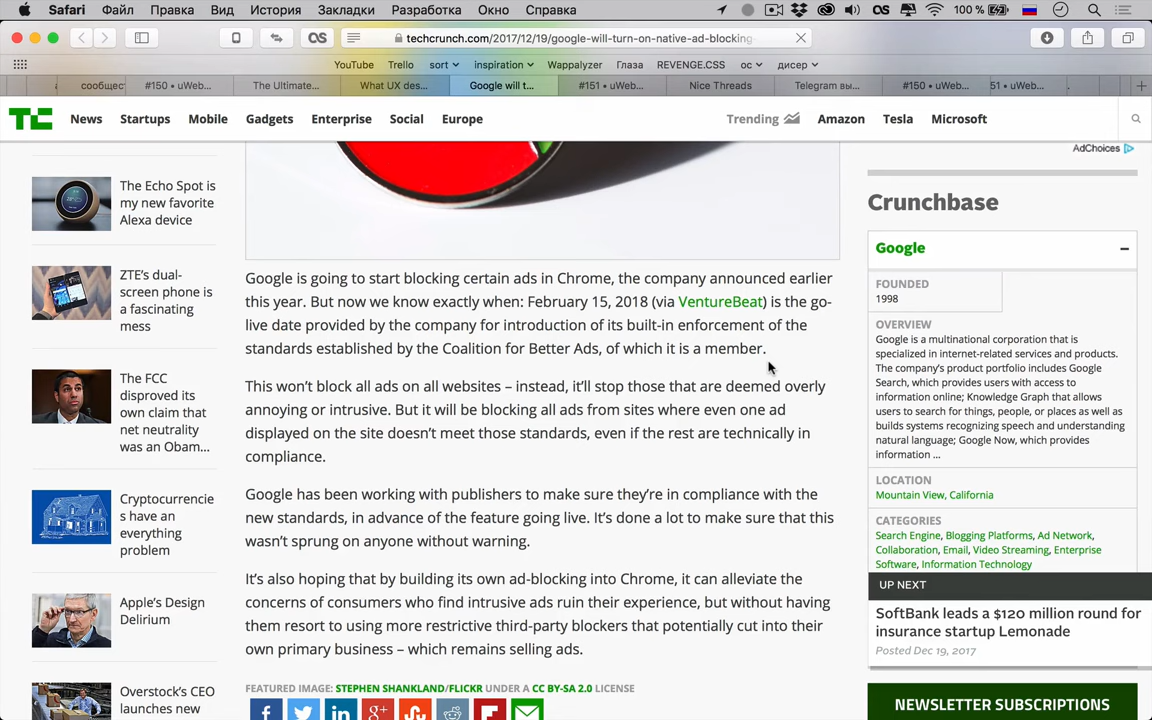 Safari Файл Правка Вид История Закладки Разработка Окно Справка 100 %
techcrunch.com/2017/12/19/google-will-turn-on-native-ad-blocking-
YouTube Trello sort inspiration Wappalyzer Глаза REVENGE.CSS ос дисер
сообщес #150 • uWeb... The Ultimate... What UX des... Google will t... #151 • uWeb... Nice Threads Telegram вы... #150 • uWeb... 51 • uWeb...
TC News Startups Mobile Gadgets Enterprise Social Europe Trending Amazon Tesla Microsoft
AdChoices
The Echo Spot is
my new favorite
Alexa device
ZTE’s dual-
screen phone is
a fascinating
mess
The FCC
disproved its
own claim that
net neutrality
was an Obam...
Cryptocurrencie
s have an
everything
problem
Apple’s Design
Delirium
Overstock’s CEO
launches new
Google is going to start blocking certain ads in Chrome, the company announced earlier
this year. But now we know exactly when: February 15, 2018 (via VentureBeat) is the go-
live date provided by the company for introduction of its built-in enforcement of the
standards established by the Coalition for Better Ads, of which it is a member.
This won’t block all ads on all websites – instead, it’ll stop those that are deemed overly
annoying or intrusive. But it will be blocking all ads from sites where even one ad
displayed on the site doesn’t meet those standards, even if the rest are technically in
compliance.
Google has been working with publishers to make sure they’re in compliance with the
new standards, in advance of the feature going live. It’s done a lot to make sure that this
wasn’t sprung on anyone without warning.
It’s also hoping that by building its own ad-blocking into Chrome, it can alleviate the
concerns of consumers who find intrusive ads ruin their experience, but without having
them resort to using more restrictive third-party blockers that potentially cut into their
own primary business – which remains selling ads.
FEATURED IMAGE: STEPHEN SHANKLAND/FLICKR UNDER A CC BY-SA 2.0 LICENSE
Crunchbase
Google
FOUNDED
1998
OVERVIEW
Google is a multinational corporation that is
specialized in internet-related services and products.
The company’s product portfolio includes Google
Search, which provides users with access to
information online; Knowledge Graph that allows
users to search for things, people, or places as well as
builds systems recognizing speech and understanding
natural language; Google Now, which provides
information ...
LOCATION
Mountain View, California
CATEGORIES
Search Engine, Blogging Platforms, Ad Network,
Collaboration, Email, Video Streaming, Enterprise
Software, Information Technology
UP NEXT
SoftBank leads a $120 million round for
insurance startup Lemonade
Posted Dec 19, 2017
NEWSLETTER SUBSCRIPTIONS